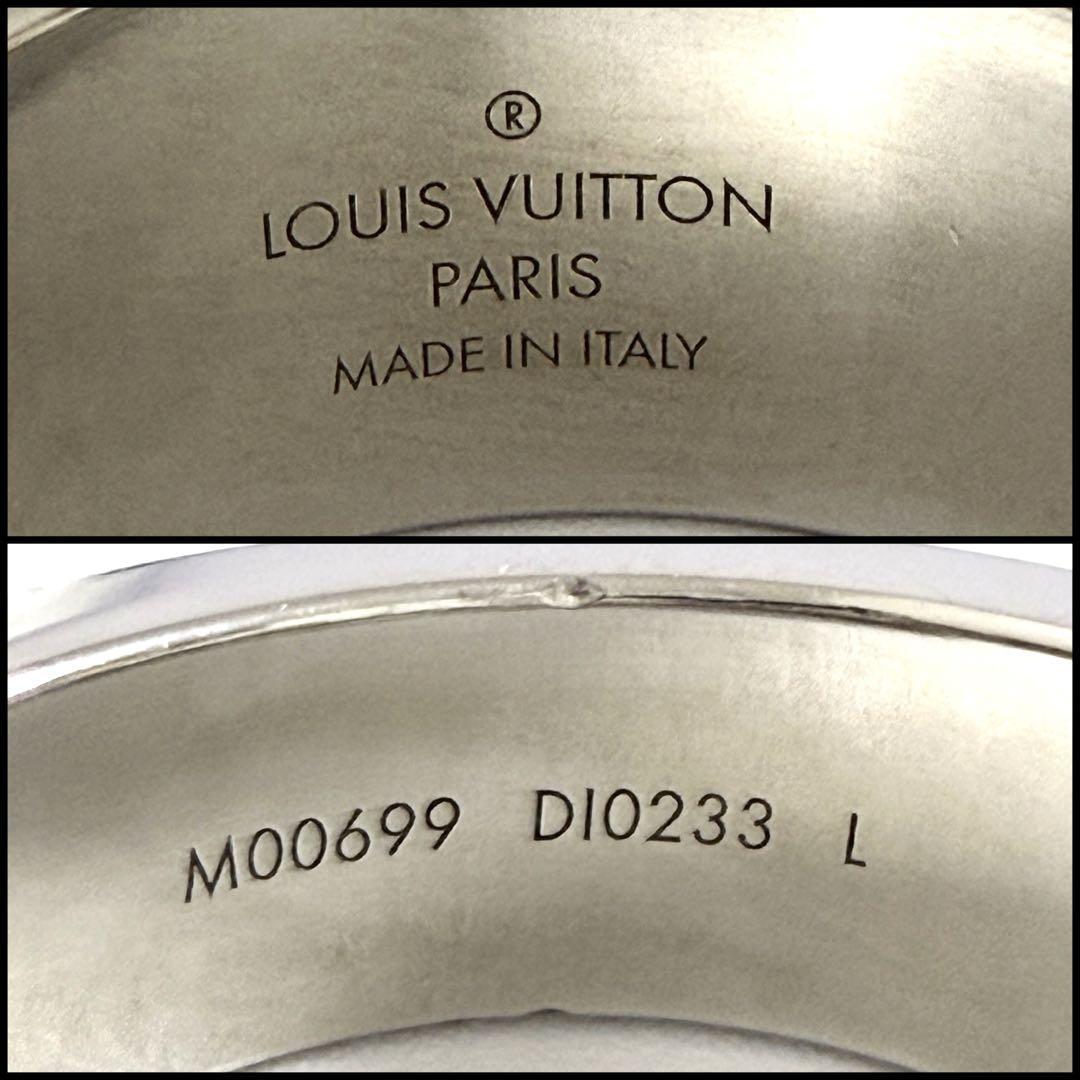 ®
LOUIS VUITTON
PARIS
MADE IN ITALY
M00699 DI0233 L